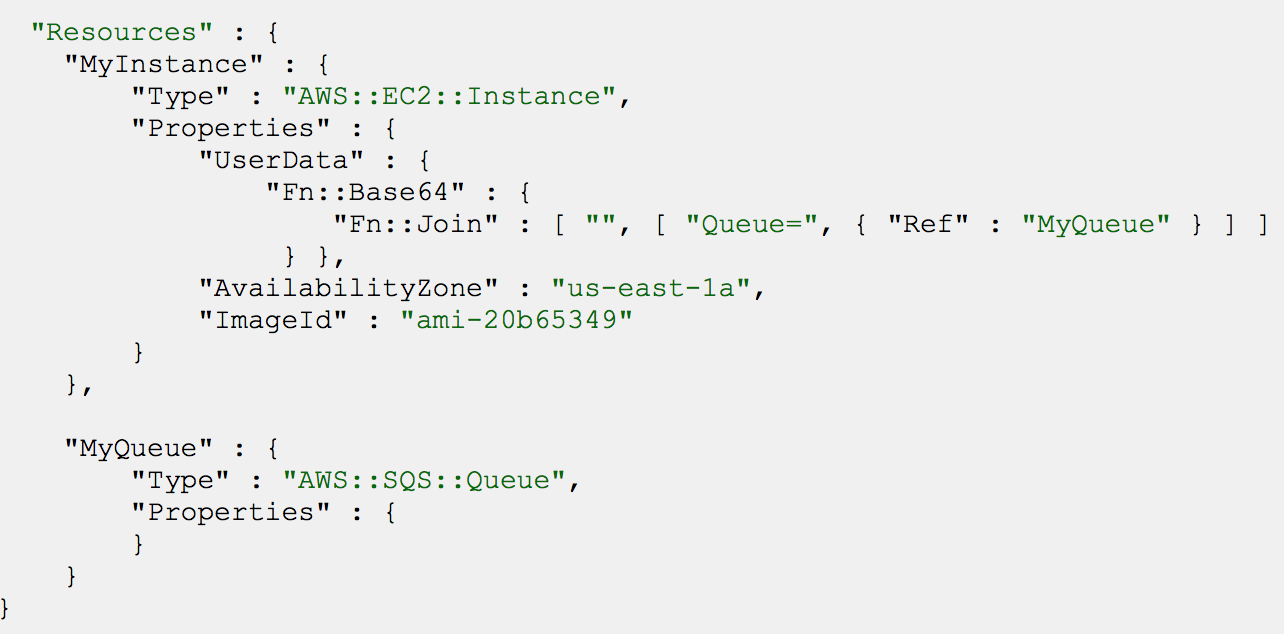 "Resources" : {
"MyInstance" : {
"Type" : "AWS::EC2::Instance",
"Properties" : {
"UserData" : {
"Fn::Base64" : {
"Fn::Join" : [ "", [ "Queue=", { "Ref" : "MyQueue" } ] ]
} },
"AvailabilityZone" : "us-east-1a",
"ImageId" : "ami-20b65349"
}
},
"MyQueue" : {
"Type" : "AWS::SQS::Queue",
"Properties" : {
}
}
}